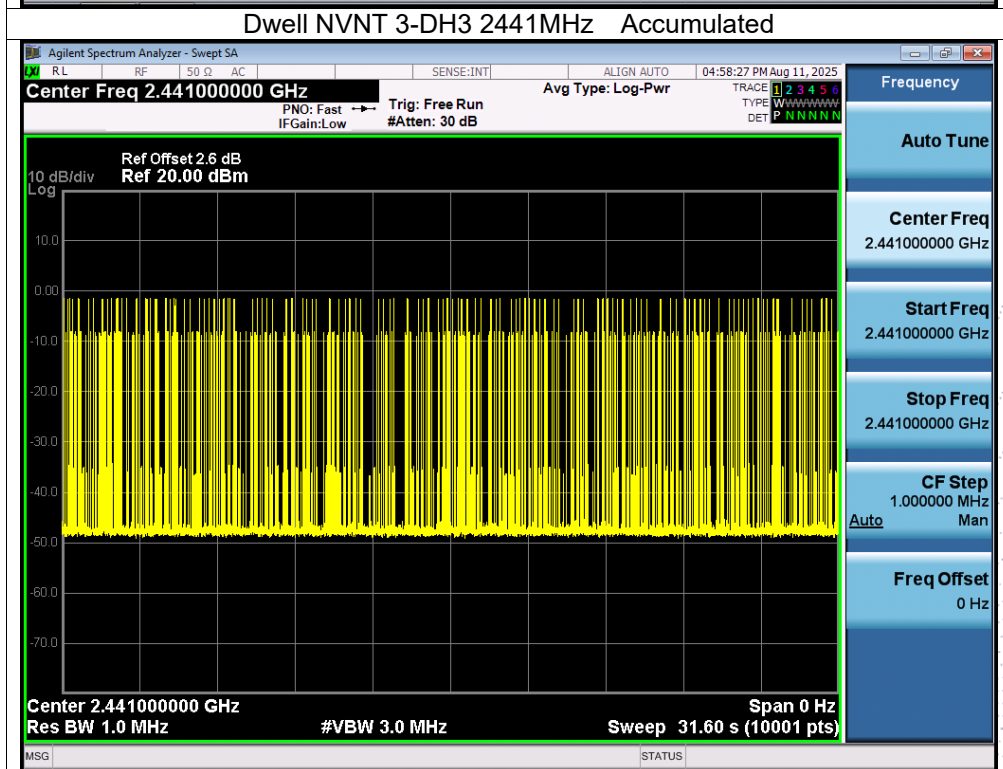 Dwell NVNT 3-DH3 2441MHz Accumulated
Agilent Spectrum Analyzer - Swept SA
LXI RL RF 50 Ω AC SENSE:INT ALIGN AUTO 04:58:27 PM Aug 11, 2025
Center Freq 2.441000000 GHz Avg Type: Log-Pwr TRACE 1 2 3 4 5 6
PNO: Fast Trig: Free Run TYPE WWWWWWW
IFGain:Low #Atten: 30 dB DET P N N N N N
Frequency
Ref Offset 2.6 dB
10 dB/div Ref 20.00 dBm
Log
10.0
0.00
-10.0
-20.0
-30.0
-40.0
-50.0
-60.0
-70.0
Center 2.441000000 GHz Span 0 Hz
Res BW 1.0 MHz #VBW 3.0 MHz Sweep 31.60 s (10001 pts)
Auto Tune
Center Freq
2.441000000 GHz
Start Freq
2.441000000 GHz
Stop Freq
2.441000000 GHz
CF Step
1.000000 MHz
Auto Man
Freq Offset
0 Hz
MSG STATUS